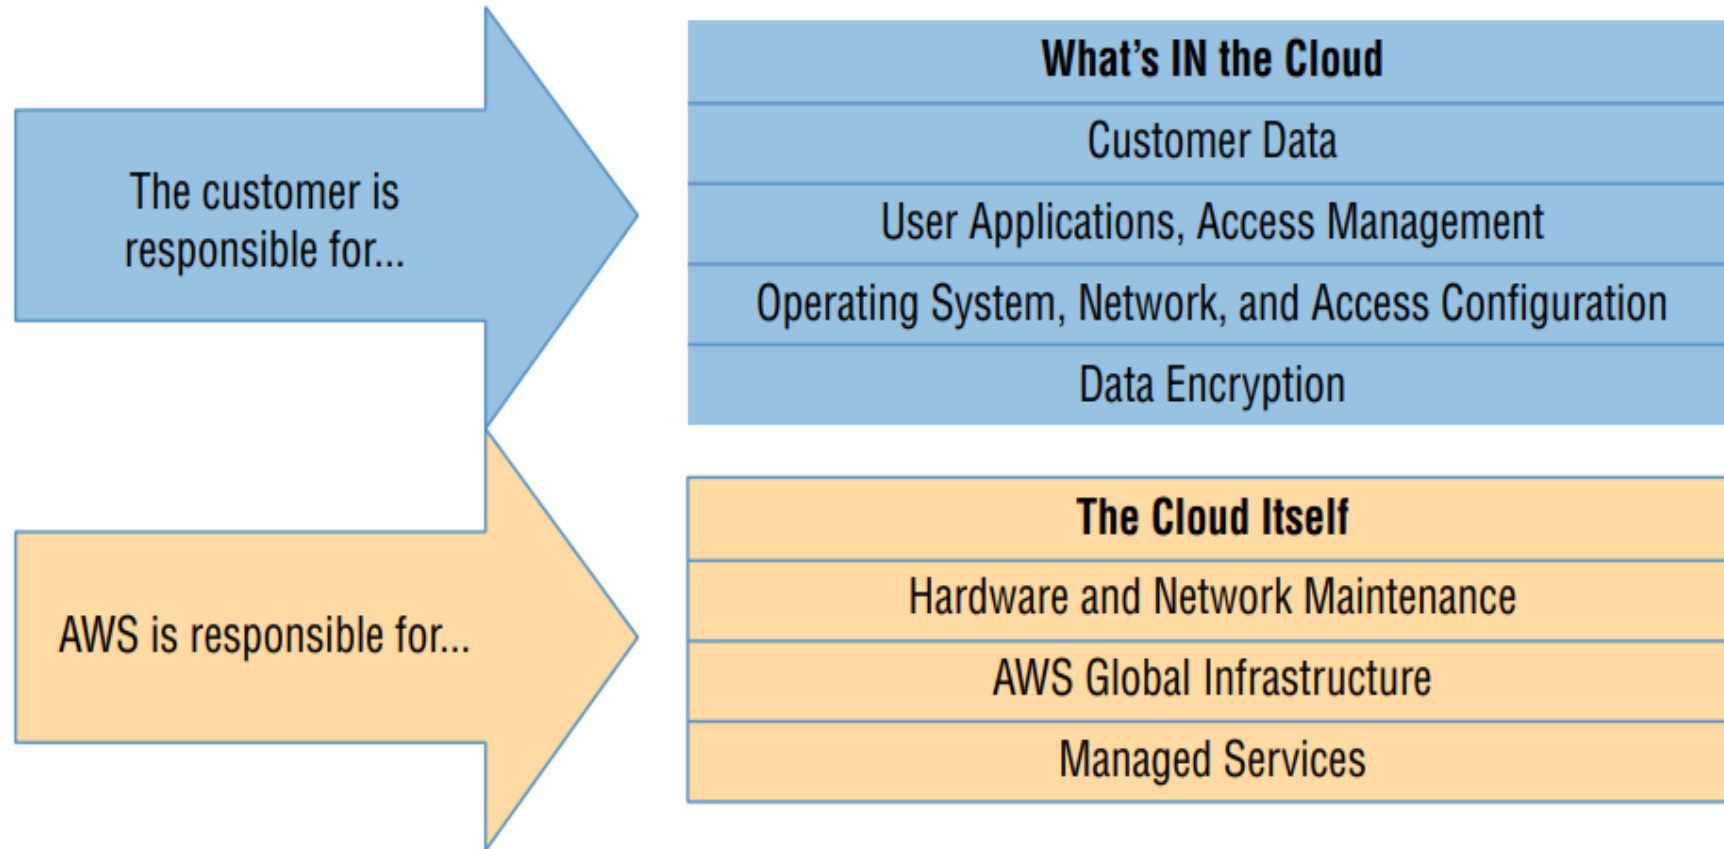 The customer is
responsible for...
What’s IN the Cloud
Customer Data
User Applications, Access Management
Operating System, Network, and Access Configuration
Data Encryption
AWS is responsible for...
The Cloud Itself
Hardware and Network Maintenance
AWS Global Infrastructure
Managed Services